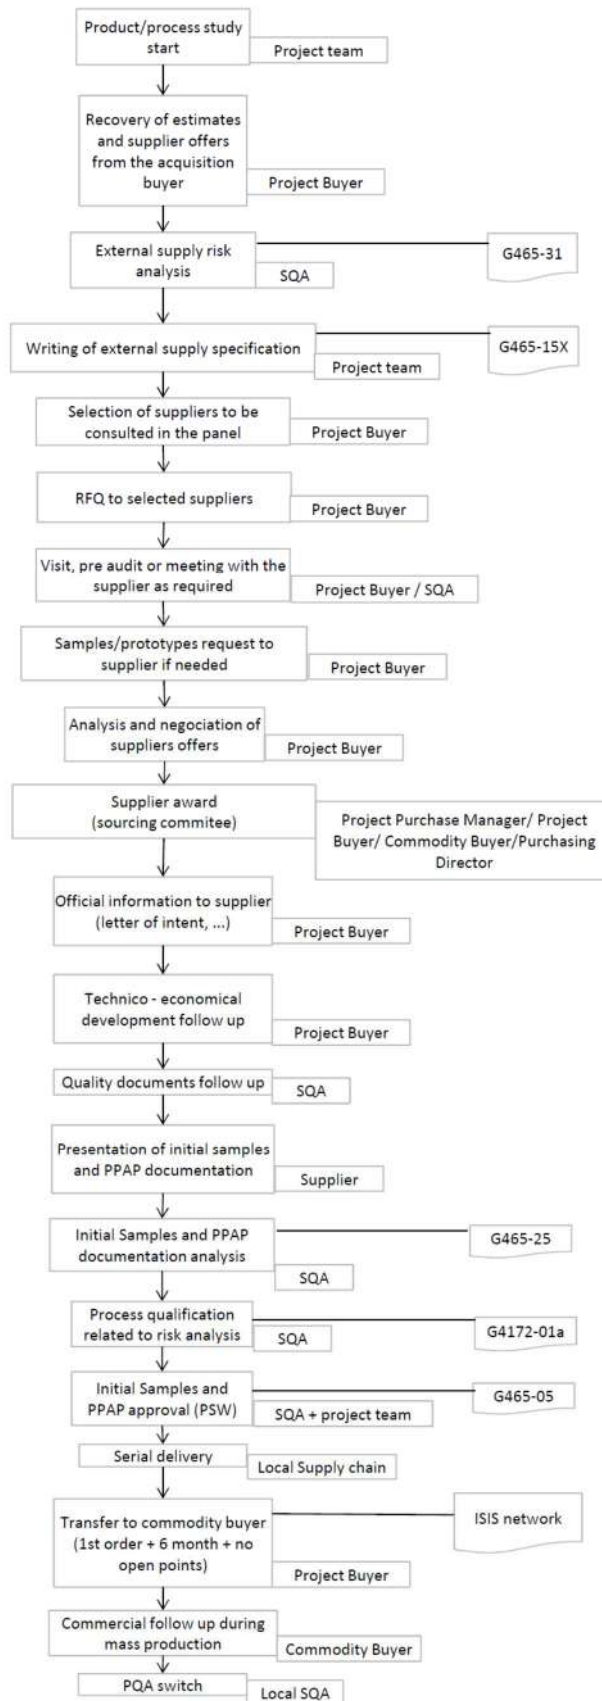 Product/process study
start
Project team
Recovery of estimates
and supplier offers
from the acquisition
buyer
Project Buyer
External supply risk
analysis
SQA
G465-31
Writing of external supply specification
Project team
G465-15X
Selection of suppliers to be
consulted in the panel
Project Buyer
RFQ to selected suppliers
Project Buyer
Visit, pre audit or meeting with the
supplier as required
Project Buyer / SQA
Samples/prototypes request to
supplier if needed
Project Buyer
Analysis and negociation of
suppliers offers
Project Buyer
Supplier award
(sourcing commitee)
Project Purchase Manager/ Project
Buyer/ Commodity Buyer/Purchasing
Director
Official information to supplier
(letter of intent, ...)
Project Buyer
Technico - economical
development follow up
Project Buyer
Quality documents follow up
SQA
Presentation of initial samples
and PPAP documentation
Supplier
Initial Samples and PPAP
documentation analysis
SQA
G465-25
Process qualification
related to risk analysis
SQA
G4172-01a
Initial Samples and
PPAP approval (PSW)
SQA + project team
G465-05
Serial delivery
Local Supply chain
Transfer to commodity buyer
(1st order + 6 month + no
open points)
Project Buyer
ISIS network
Commercial follow up during
mass production
Commodity Buyer
PQA switch
Local SQA